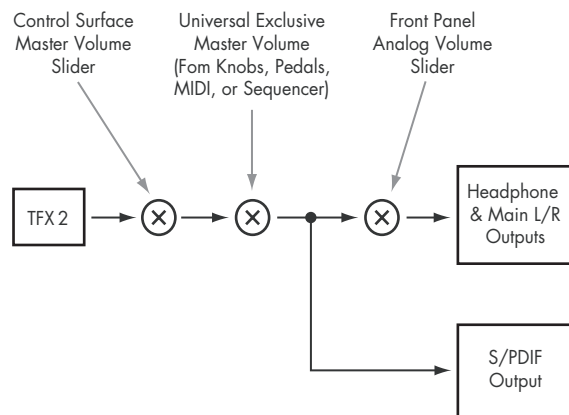 Control Surface
Master Volume
Slider
Universal Exclusive
Master Volume
(Fom Knobs, Pedals,
MIDI, or Sequencer)
Front Panel
Analog Volume
Slider
TFX 2
Headphone
& Main L/R
Outputs
S/PDIF
Output